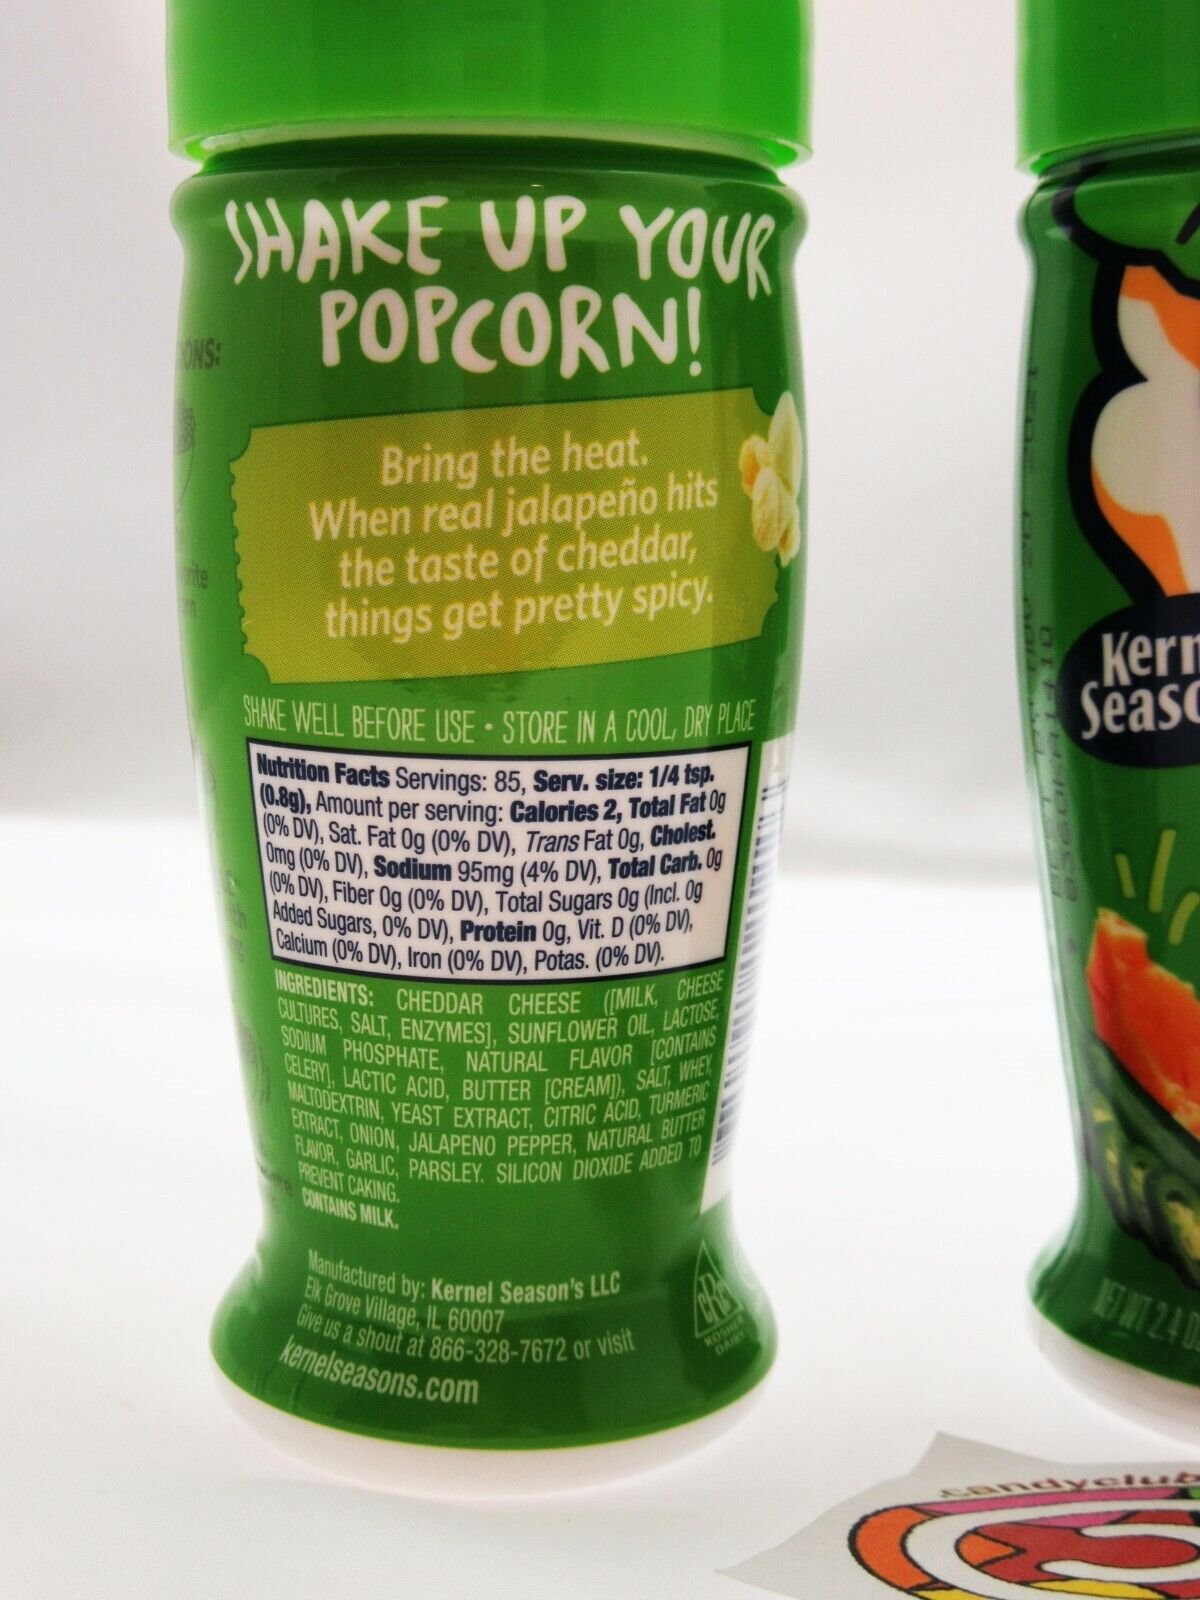 SHAKE UP YOUR
POPCORN!
Bring the heat.
When real jalapeño hits
the taste of cheddar,
things get pretty spicy.
SHAKE WELL BEFORE USE • STORE IN A COOL, DRY PLACE
Nutrition Facts Servings: 85, Serv. size: 1/4 tsp.
(0.8g), Amount per serving: Calories 2, Total Fat 0g
(0% DV), Sat. Fat 0g (0% DV), Trans Fat 0g, Cholest.
0mg (0% DV), Sodium 95mg (4% DV), Total Carb. 0g
(0% DV), Fiber 0g (0% DV), Total Sugars 0g (Incl. 0g
Added Sugars, 0% DV), Protein 0g, Vit. D (0% DV),
Calcium (0% DV), Iron (0% DV), Potas. (0% DV).
INGREDIENTS: CHEDDAR CHEESE ([MILK, CHEESE
CULTURES, SALT, ENZYMES], SUNFLOWER OIL, LACTOSE,
SODIUM PHOSPHATE, NATURAL FLAVOR [CONTAINS
CELERY], LACTIC ACID, BUTTER [CREAM]), SALT, WHEY,
MALTODEXTRIN, YEAST EXTRACT, CITRIC ACID, TURMERIC
EXTRACT, ONION, JALAPENO PEPPER, NATURAL BUTTER
FLAVOR, GARLIC, PARSLEY. SILICON DIOXIDE ADDED TO
PREVENT CAKING.
CONTAINS MILK.
Manufactured by: Kernel Season's LLC
Elk Grove Village, IL 60007
Give us a shout at 866-328-7672 or visit
kernelseasons.com
KOSHER
DAIRY
Kern
Seaso
NET WT 2.4 O
candyclub